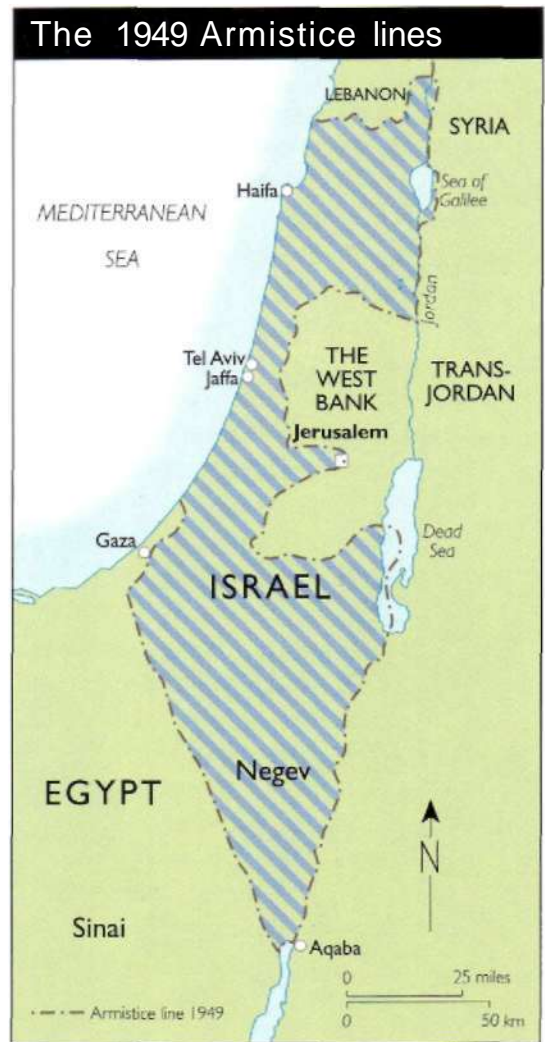 The 1949 Armistice lines
LEBANON
SYRIA
Haifa
Sea of
Galilee
MEDITERRANEAN
SEA
Jordan
Tel Aviv
Jaffa
THE
WEST
BANK
TRANS-
JORDAN
Jerusalem
Gaza
Dead
Sea
ISRAEL
Negev
EGYPT
N
Sinai
Aqaba
0 25 miles
Armistice line 1949
0 50 km